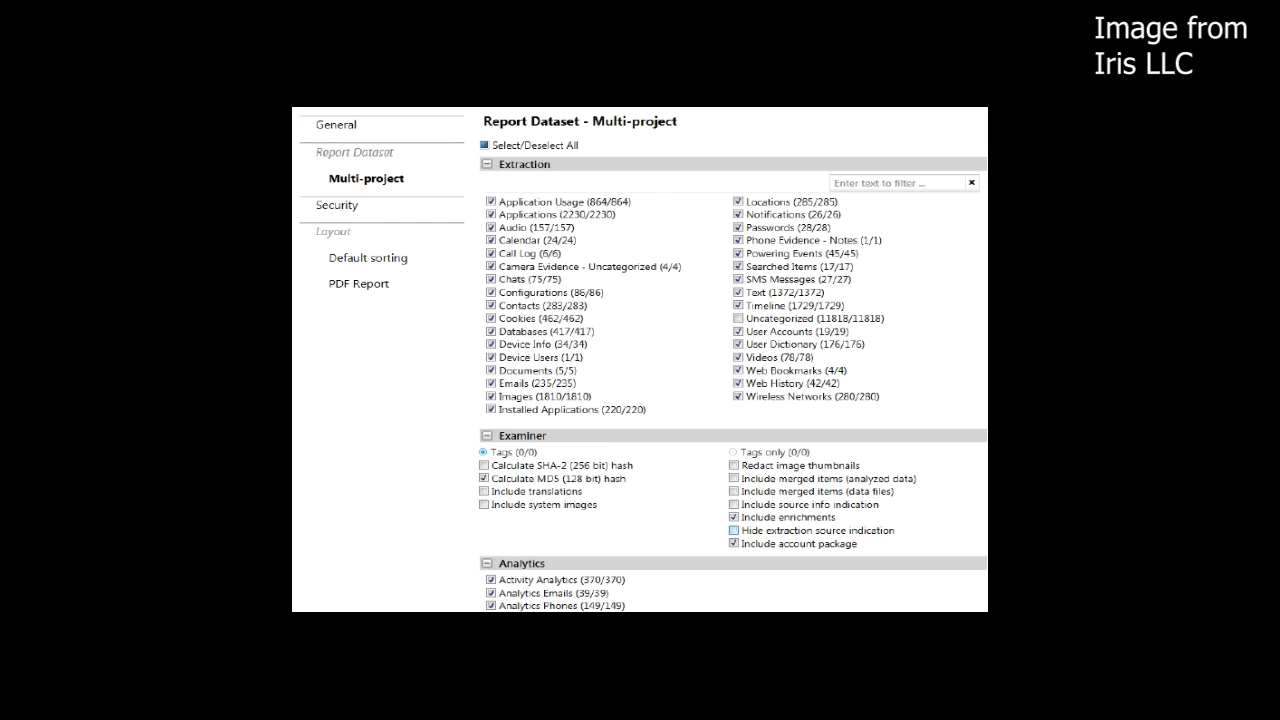 Image from
Iris LLC
General
Report Dataset
Multi-project
Security
Layout
Default sorting
PDF Report
Report Dataset - Multi-project
Select/Deselect All
Extraction
Enter text to filter ...
Application Usage (864/864)
Applications (2230/2230)
Audio (157/157)
Calendar (24/24)
Call Log (6/6)
Camera Evidence - Uncategorized (4/4)
Chats (75/75)
Configurations (86/86)
Contacts (283/283)
Cookies (462/462)
Databases (417/417)
Device Info (34/34)
Device Users (1/1)
Documents (5/5)
Emails (235/235)
Images (1810/1810)
Installed Applications (220/220)
Locations (285/285)
Notifications (26/26)
Passwords (28/28)
Phone Evidence - Notes (1/1)
Powering Events (45/45)
Searched Items (17/17)
SMS Messages (27/27)
Text (1372/1372)
Timeline (1729/1729)
Uncategorized (11818/11818)
User Accounts (19/19)
User Dictionary (176/176)
Videos (78/78)
Web Bookmarks (4/4)
Web History (42/42)
Wireless Networks (280/280)
Examiner
Tags (0/0)
Calculate SHA-2 (256 bit) hash
Calculate MD5 (128 bit) hash
Include translations
Include system images
Tags only (0/0)
Redact image thumbnails
Include merged items (analyzed data)
Include merged items (data files)
Include source info indication
Include enrichments
Hide extraction source indication
Include account package
Analytics
Activity Analytics (370/370)
Analytics Emails (39/39)
Analytics Phones (149/149)